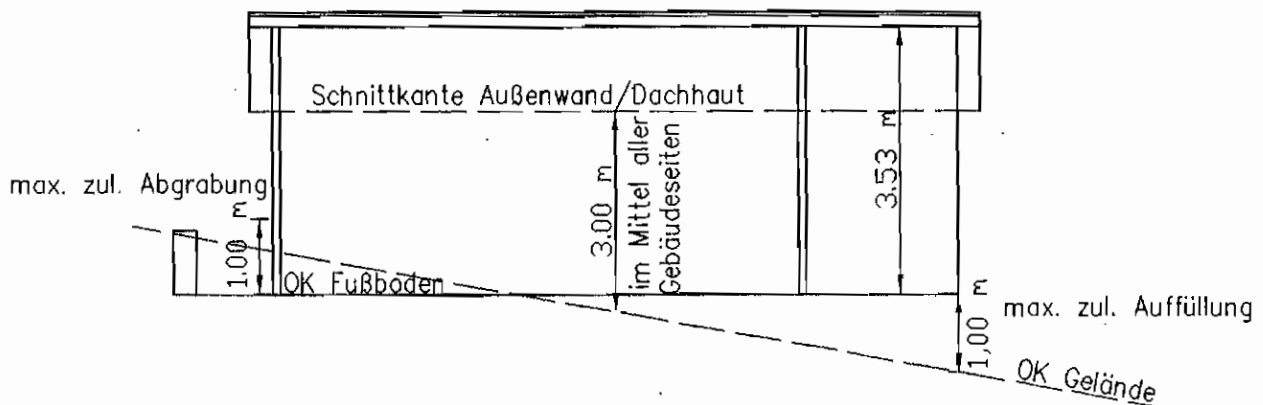 Schnittkante Außenwand/Dachhaut
max. zul. Abgrabung
1.00 m
OK Fußboden
3.00 m
im Mittel aller
Gebäudeseiten
3.53 m
1,00 m
max. zul. Auffüllung
OK Gelände